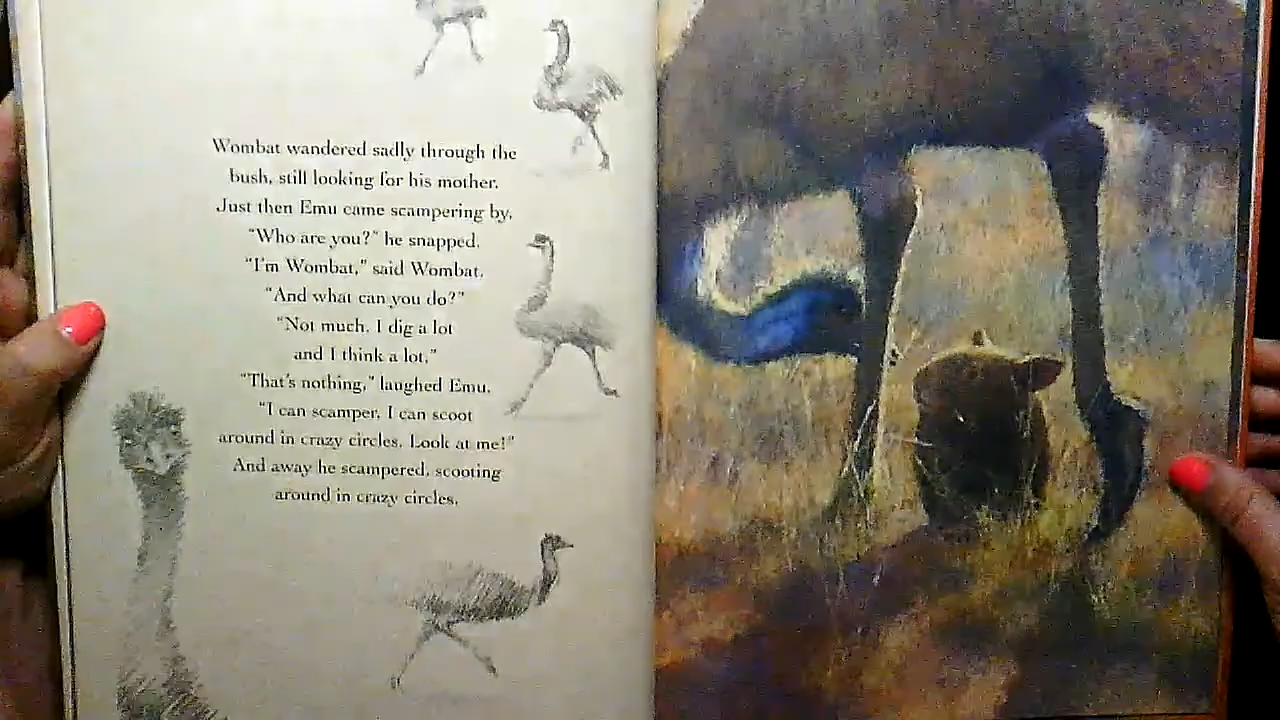 Wombat wandered sadly through the
bush, still looking for his mother.
Just then Emu came scampering by.
"Who are you?" he snapped.
"I'm Wombat," said Wombat.
"And what can you do?"
"Not much. I dig a lot
and I think a lot."
"That's nothing," laughed Emu.
"I can scamper. I can scoot
around in crazy circles. Look at me!"
And away he scampered, scooting
around in crazy circles.